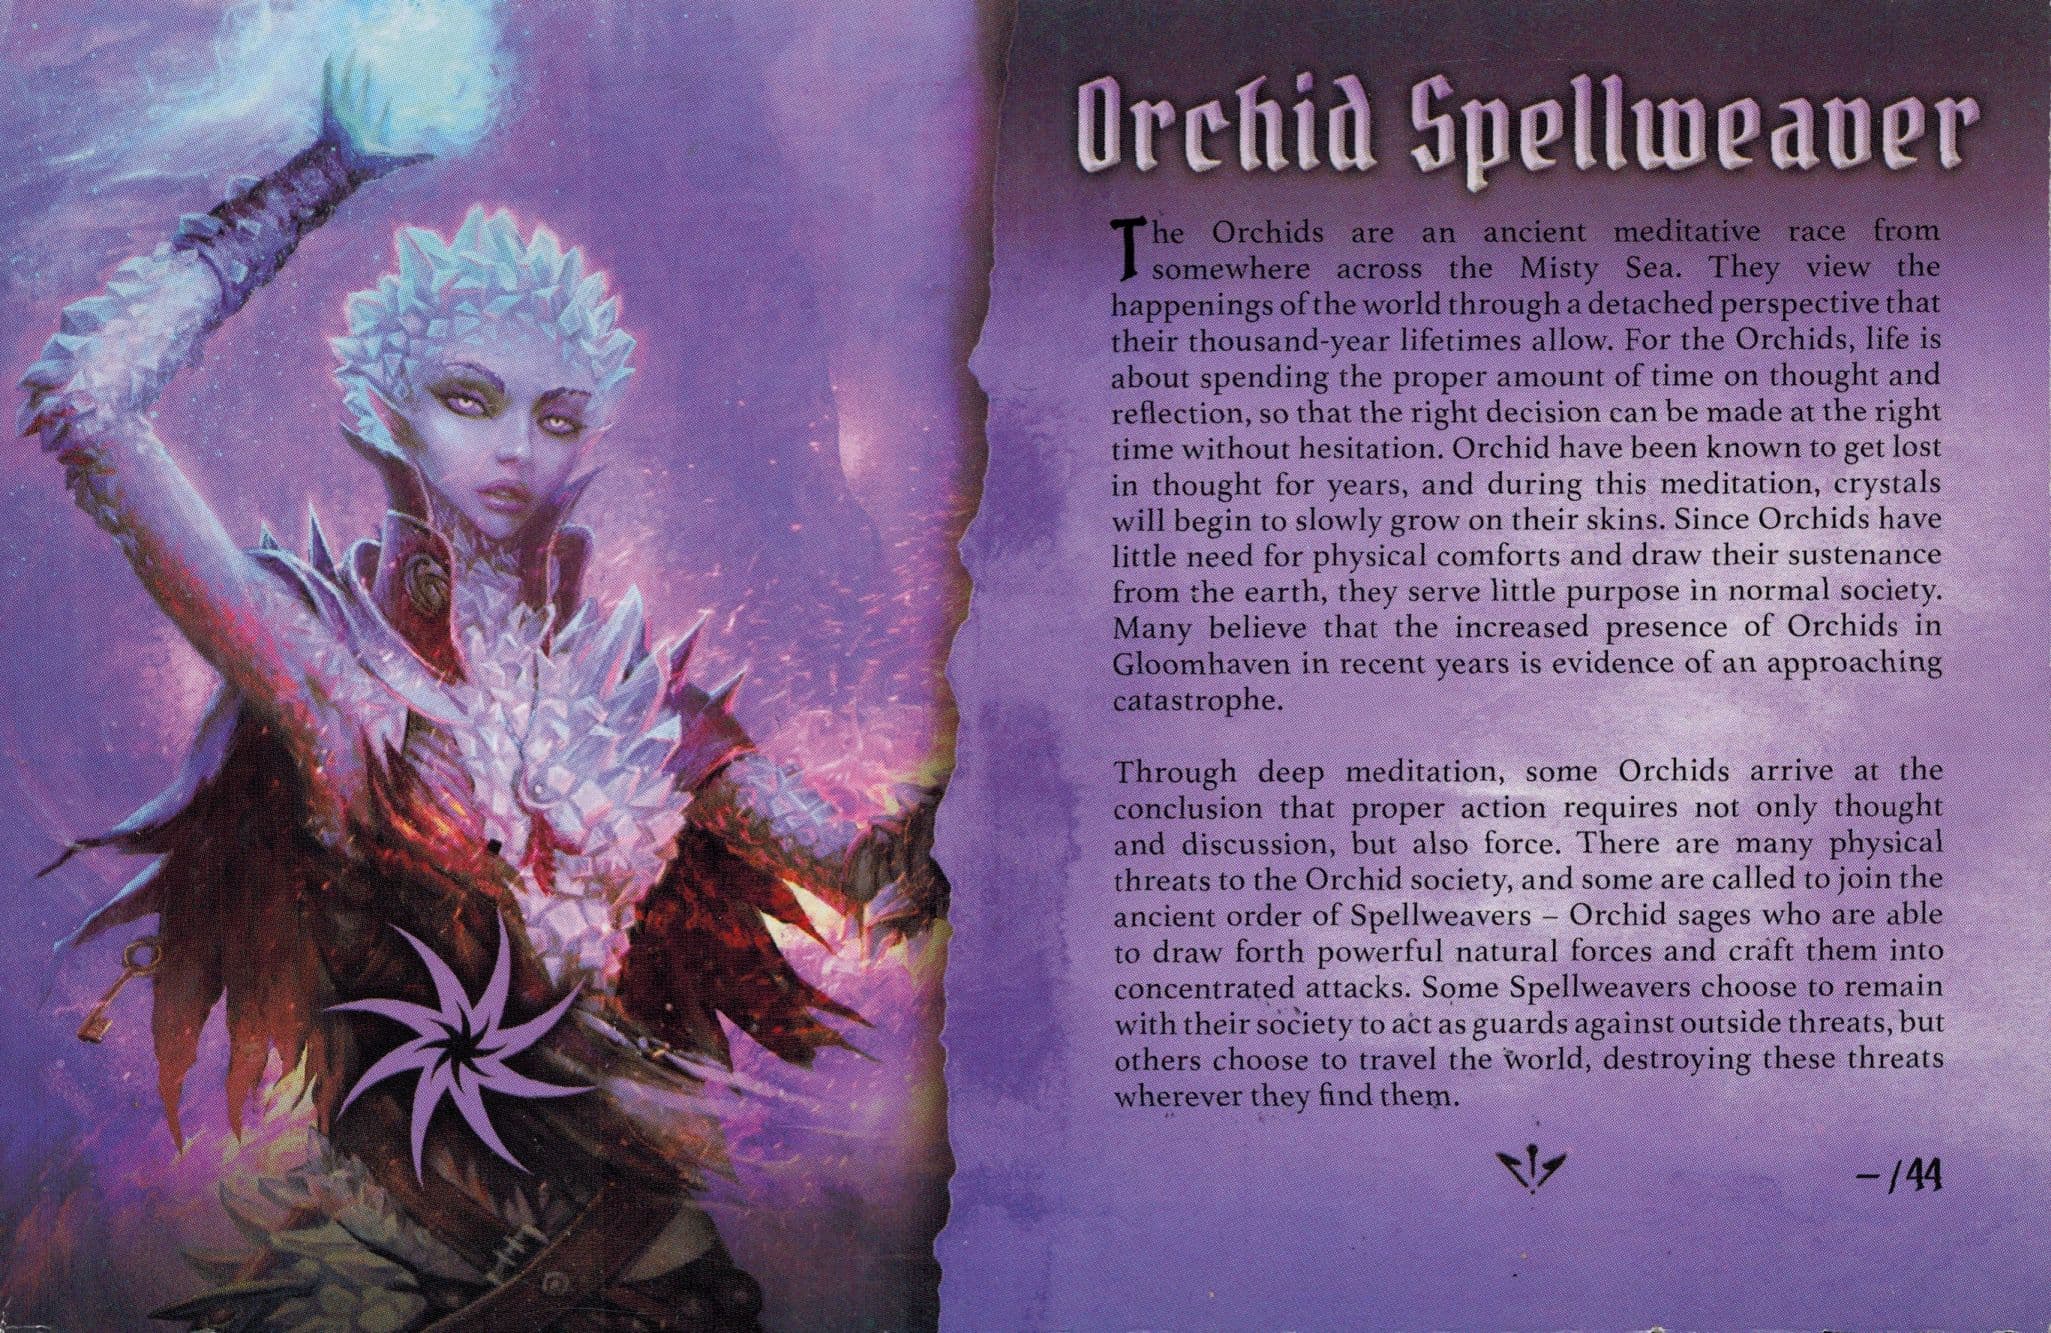 Orchid Spellweaver
The Orchids are an ancient meditative race from
somewhere across the Misty Sea. They view the
happenings of the world through a detached perspective that
their thousand-year lifetimes allow. For the Orchids, life is
about spending the proper amount of time on thought and
reflection, so that the right decision can be made at the right
time without hesitation. Orchid have been known to get lost
in thought for years, and during this meditation, crystals
will begin to slowly grow on their skins. Since Orchids have
little need for physical comforts and draw their sustenance
from the earth, they serve little purpose in normal society.
Many believe that the increased presence of Orchids in
Gloomhaven in recent years is evidence of an approaching
catastrophe.
Through deep meditation, some Orchids arrive at the
conclusion that proper action requires not only thought
and discussion, but also force. There are many physical
threats to the Orchid society, and some are called to join the
ancient order of Spellweavers – Orchid sages who are able
to draw forth powerful natural forces and craft them into
concentrated attacks. Some Spellweavers choose to remain
with their society to act as guards against outside threats, but
others choose to travel the world, destroying these threats
wherever they find them.
–/44